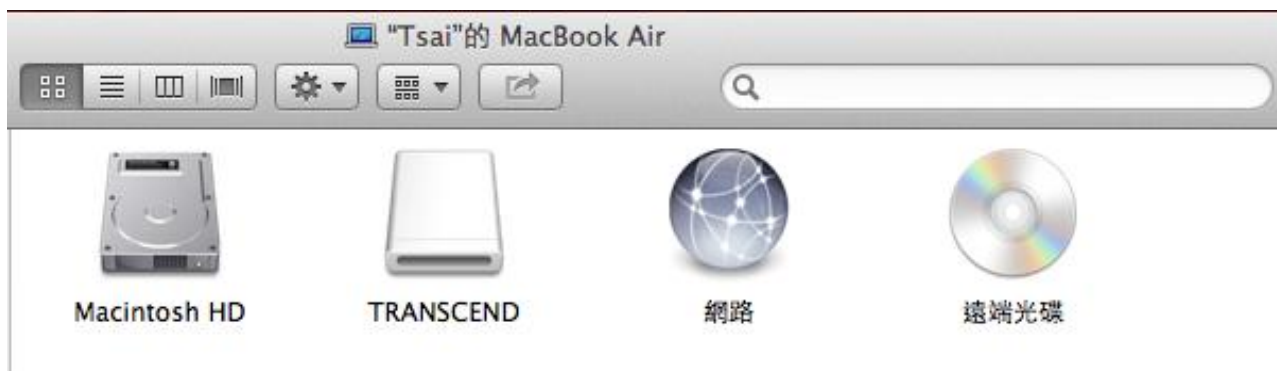 "Tsai"的 MacBook Air
Macintosh HD
TRANSCEND
網路
遠端光碟